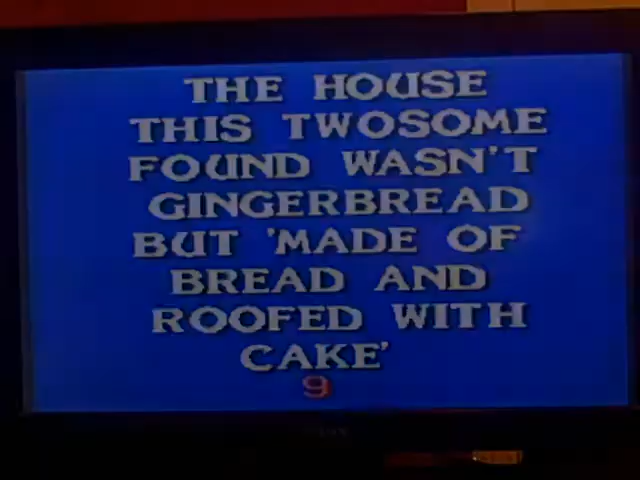 THE HOUSE
THIS TWOSOME
FOUND WASN'T
GINGERBREAD
BUT 'MADE OF
BREAD AND
ROOFED WITH
CAKE'
9